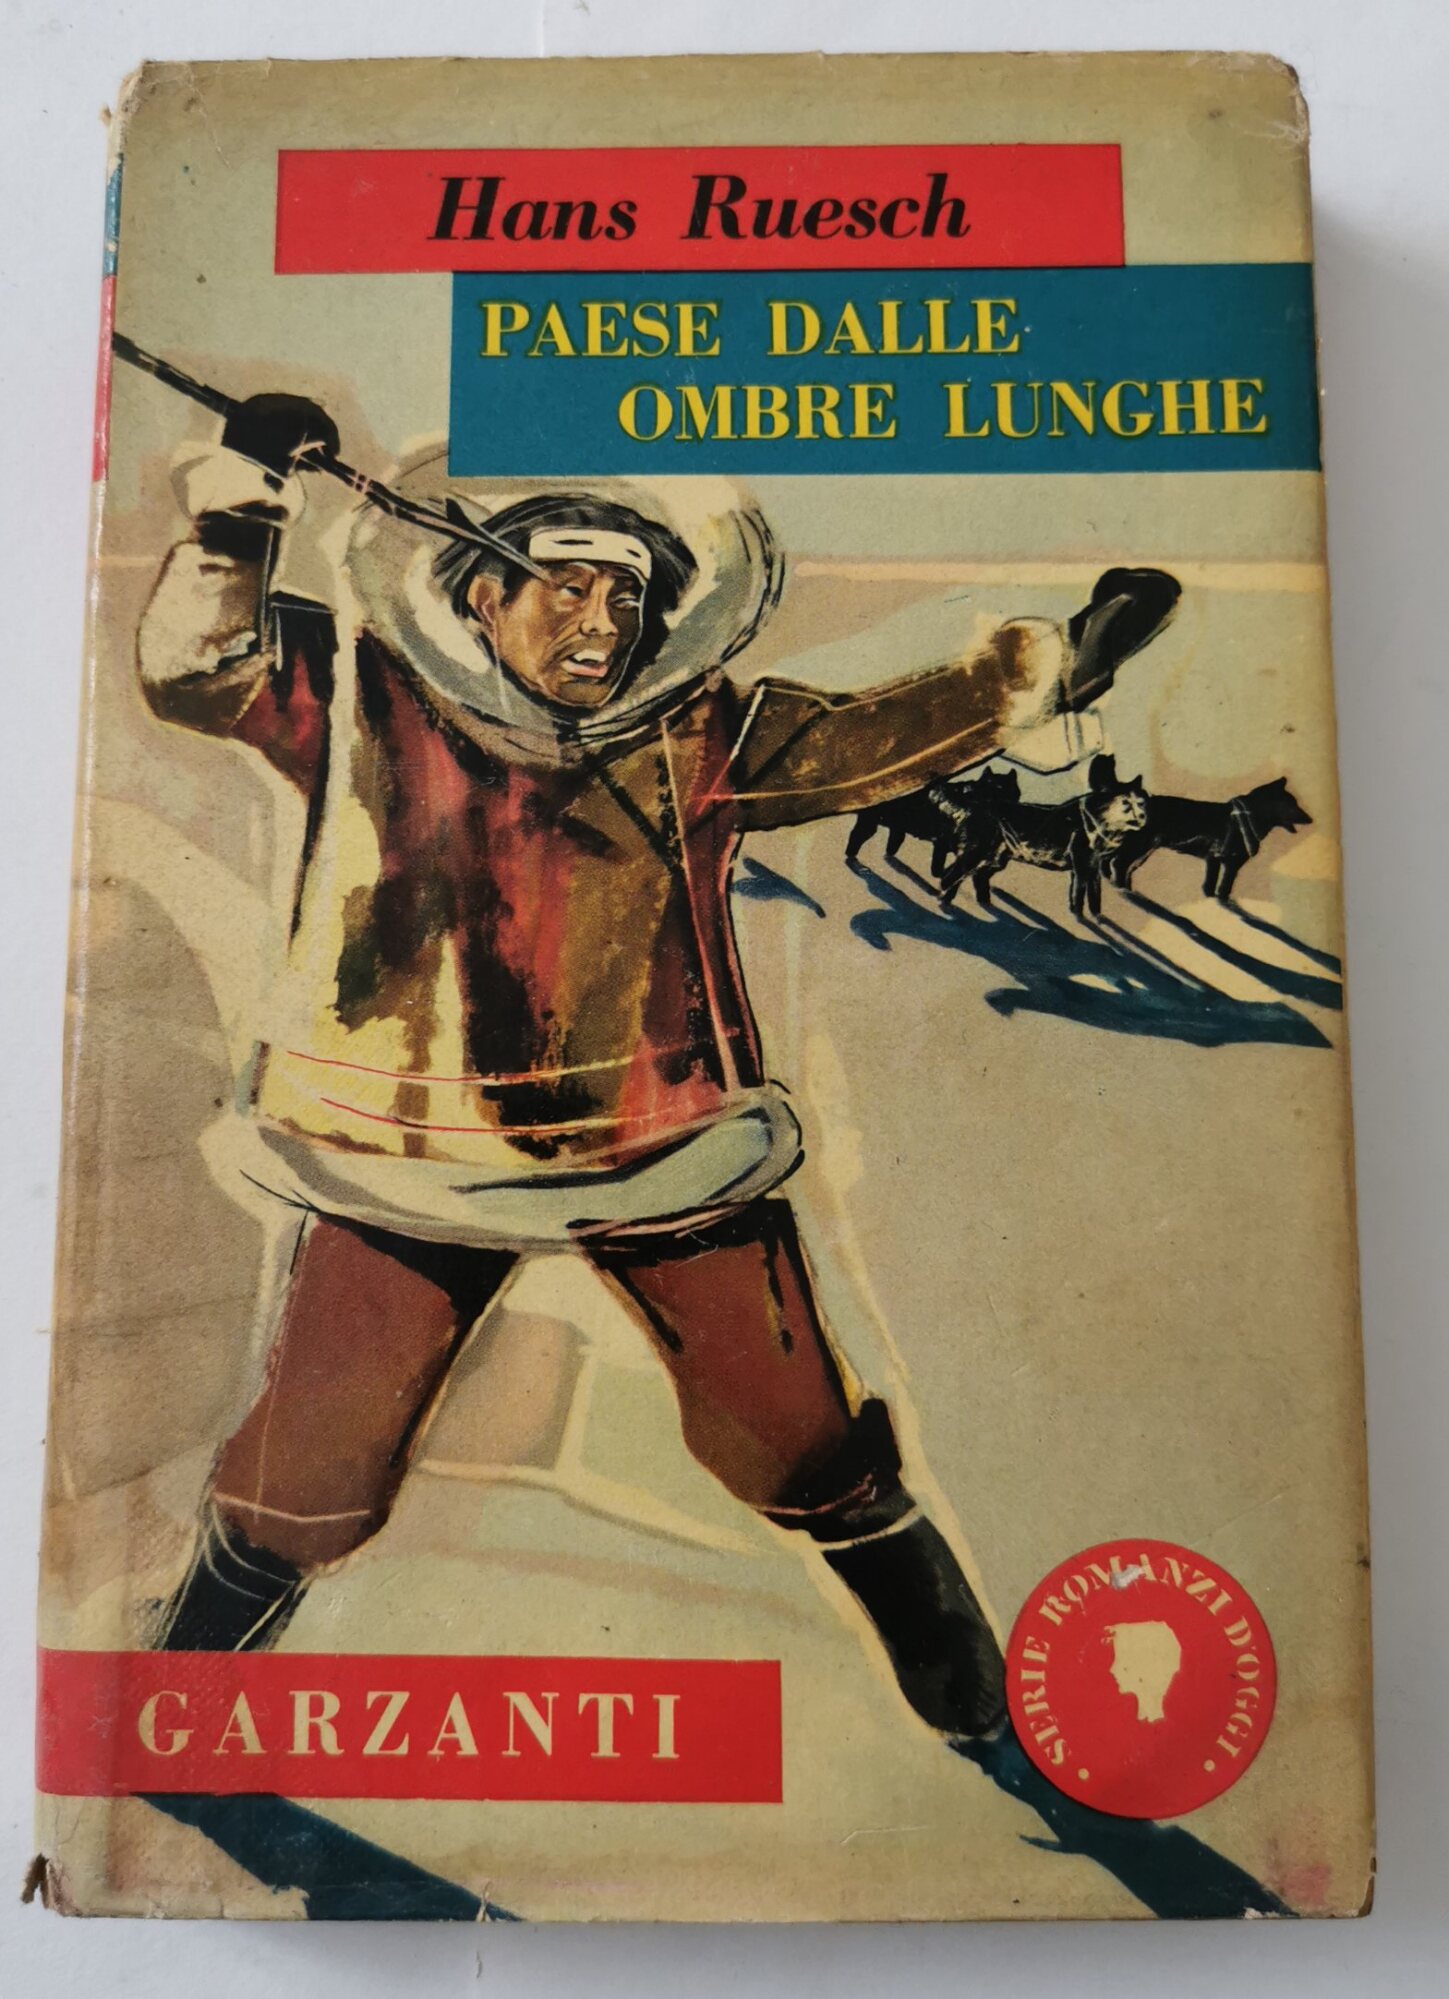 Hans Ruesch
PAESE DALLE
OMBRE LUNGHE
GARZANTI
• SERIE ROMANZI D'OGGI •